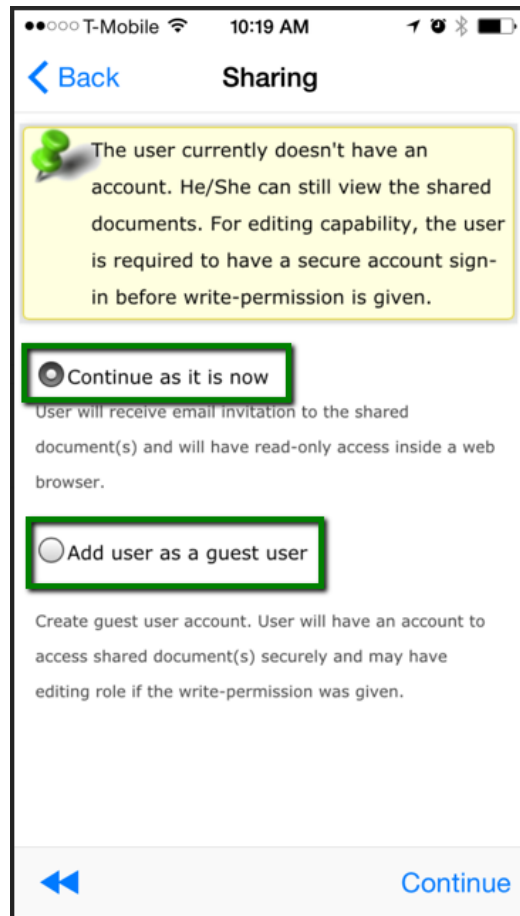 T-Mobile 10:19 AM
Back Sharing
The user currently doesn't have an
account. He/She can still view the shared
documents. For editing capability, the user
is required to have a secure account sign-
in before write-permission is given.
Continue as it is now
User will receive email invitation to the shared
document(s) and will have read-only access inside a web
browser.
Add user as a guest user
Create guest user account. User will have an account to
access shared document(s) securely and may have
editing role if the write-permission was given.
Continue